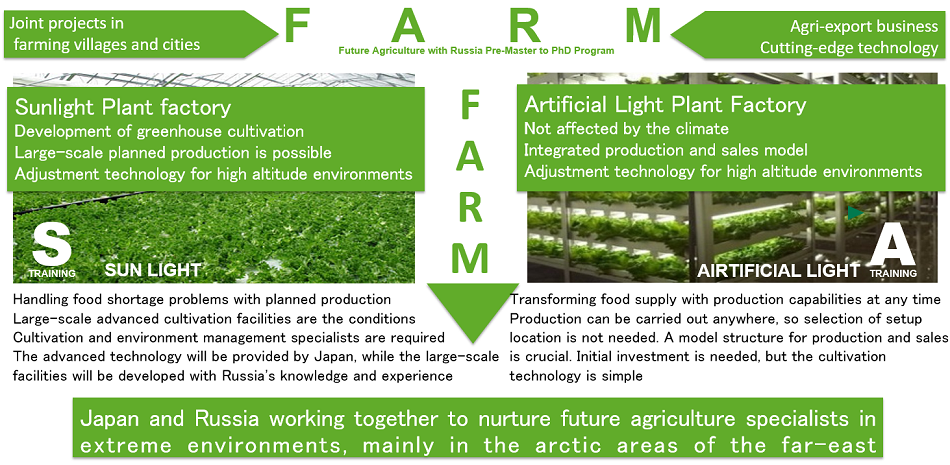 Joint projects in
farming villages and cities
F A R M
Future Agriculture with Russia Pre-Master to PhD Program
Agri-export business
Cutting-edge technology
Sunlight Plant factory
Development of greenhouse cultivation
Large-scale planned production is possible
Adjustment technology for high altitude environments
S
TRAINING
SUN LIGHT
Handling food shortage problems with planned production
Large-scale advanced cultivation facilities are the conditions
Cultivation and environment management specialists are required
The advanced technology will be provided by Japan, while the large-scale
facilities will be developed with Russia's knowledge and experience
F
A
R
M
Artificial Light Plant Factory
Not affected by the climate
Integrated production and sales model
Adjustment technology for high altitude environments
AIRTIFICIAL LIGHT
A
TRAINING
Transforming food supply with production capabilities at any time
Production can be carried out anywhere, so selection of setup
location is not needed. A model structure for production and sales
is crucial. Initial investment is needed, but the cultivation
technology is simple
Japan and Russia working together to nurture future agriculture specialists in
extreme environments, mainly in the arctic areas of the far-east